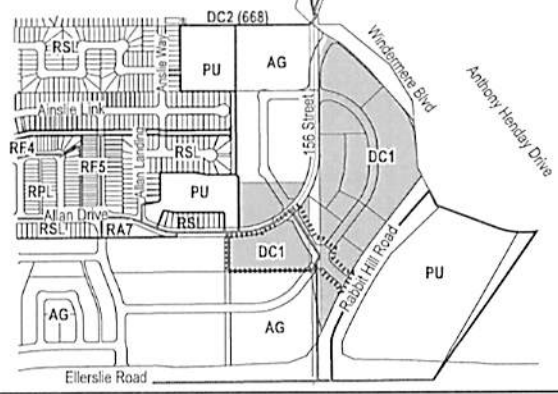 DC2 (668)
RSL
Anslie Way
PU
AG
Windermere Blvd
Anthony Henday Drive
Ainslie Link
156 Street
RF4
RF5
Allan Landing
RSL
DC1
RPL
PU
Allan Drive
RSL
RSL
RA7
DC1
Rabbit Hill Road
PU
AG
AG
Ellerslie Road